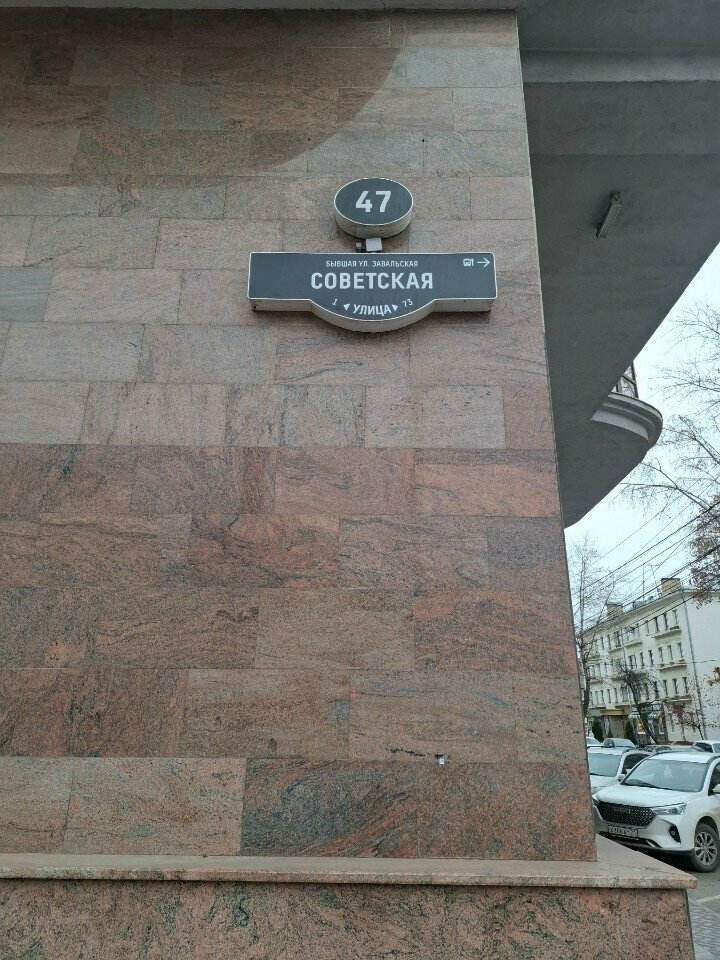 47
БЫВШАЯ УЛ. ЗАВАЛЬСКАЯ
СОВЕТСКАЯ
1 УЛИЦА 73